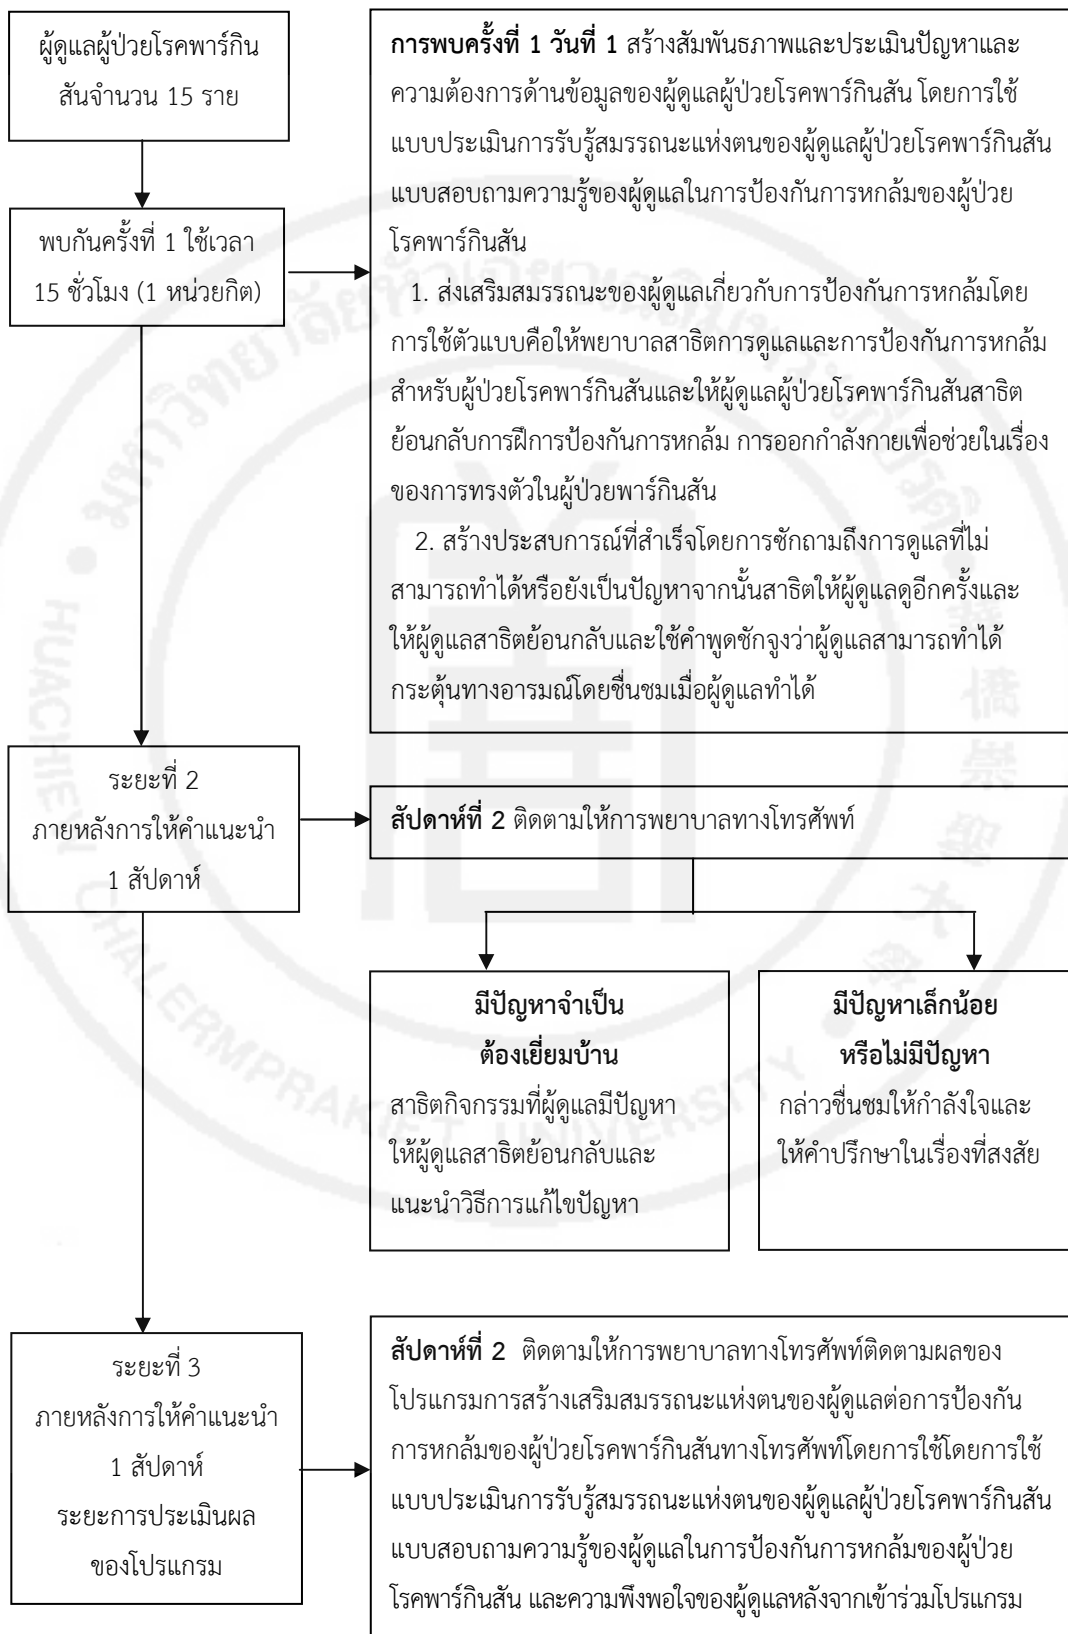 ผู้ดูแลผู้ป่วยโรคพาร์กิน
สันจำนวน 15 ราย
พบกันครั้งที่ 1 ใช้เวลา
15 ชั่วโมง (1 หน่วยกิต)
การพบครั้งที่ 1 วันที่ 1 สร้างสัมพันธภาพและประเมินปัญหาและ
ความต้องการด้านข้อมูลของผู้ดูแลผู้ป่วยโรคพาร์กินสัน โดยการใช้
แบบประเมินการรับรู้สมรรถนะแห่งตนของผู้ดูแลผู้ป่วยโรคพาร์กินสัน
แบบสอบถามความรู้ของผู้ดูแลในการป้องกันการหกล้มของผู้ป่วย
โรคพาร์กินสัน
1. ส่งเสริมสมรรถนะของผู้ดูแลเกี่ยวกับการป้องกันการหกล้มโดย
การใช้ตัวแบบคือให้พยาบาลสาธิตการดูแลและการป้องกันการหกล้ม
สำหรับผู้ป่วยโรคพาร์กินสันและให้ผู้ดูแลผู้ป่วยโรคพาร์กินสันสาธิต
ย้อนกลับการฝึการป้องกันการหกล้ม การออกกำลังกายเพื่อช่วยในเรื่อง
ของการทรงตัวในผู้ป่วยพาร์กินสัน
2. สร้างประสบการณ์ที่สำเร็จโดยการซักถามถึงการดูแลที่ไม่
สามารถทำได้หรือยังเป็นปัญหาจากนั้นสาธิตให้ผู้ดูแลดูอีกครั้งและ
ให้ผู้ดูแลสาธิตย้อนกลับและใช้คำพูดชักจูงว่าผู้ดูแลสามารถทำได้
กระตุ้นทางอารมณ์โดยชื่นชมเมื่อผู้ดูแลทำได้
ระยะที่ 2
ภายหลังการให้คำแนะนำ
1 สัปดาห์
สัปดาห์ที่ 2 ติดตามให้การพยาบาลทางโทรศัพท์
มีปัญหาจำเป็น
ต้องเยี่ยมบ้าน
สาธิตกิจกรรมที่ผู้ดูแลมีปัญหา
ให้ผู้ดูแลสาธิตย้อนกลับและ
แนะนำวิธีการแก้ไขปัญหา
มีปัญหาเล็กน้อย
หรือไม่มีปัญหา
กล่าวชื่นชมให้กำลังใจและ
ให้คำปรึกษาในเรื่องที่สงสัย
ระยะที่ 3
ภายหลังการให้คำแนะนำ
1 สัปดาห์
ระยะการประเมินผล
ของโปรแกรม
สัปดาห์ที่ 2 ติดตามให้การพยาบาลทางโทรศัพท์ติดตามผลของ
โปรแกรมการสร้างเสริมสมรรถนะแห่งตนของผู้ดูแลต่อการป้องกัน
การหกล้มของผู้ป่วยโรคพาร์กินสันทางโทรศัพท์โดยการใช้โดยการใช้
แบบประเมินการรับรู้สมรรถนะแห่งตนของผู้ดูแลผู้ป่วยโรคพาร์กินสัน
แบบสอบถามความรู้ของผู้ดูแลในการป้องกันการหกล้มของผู้ป่วย
โรคพาร์กินสัน และความพึงพอใจของผู้ดูแลหลังจากเข้าร่วมโปรแกรม
มหาวิทยาลัยหัวเฉียวเฉลิมพระเกียรติ
HUACHIEW CHALERMPRAKIET UNIVERSITY